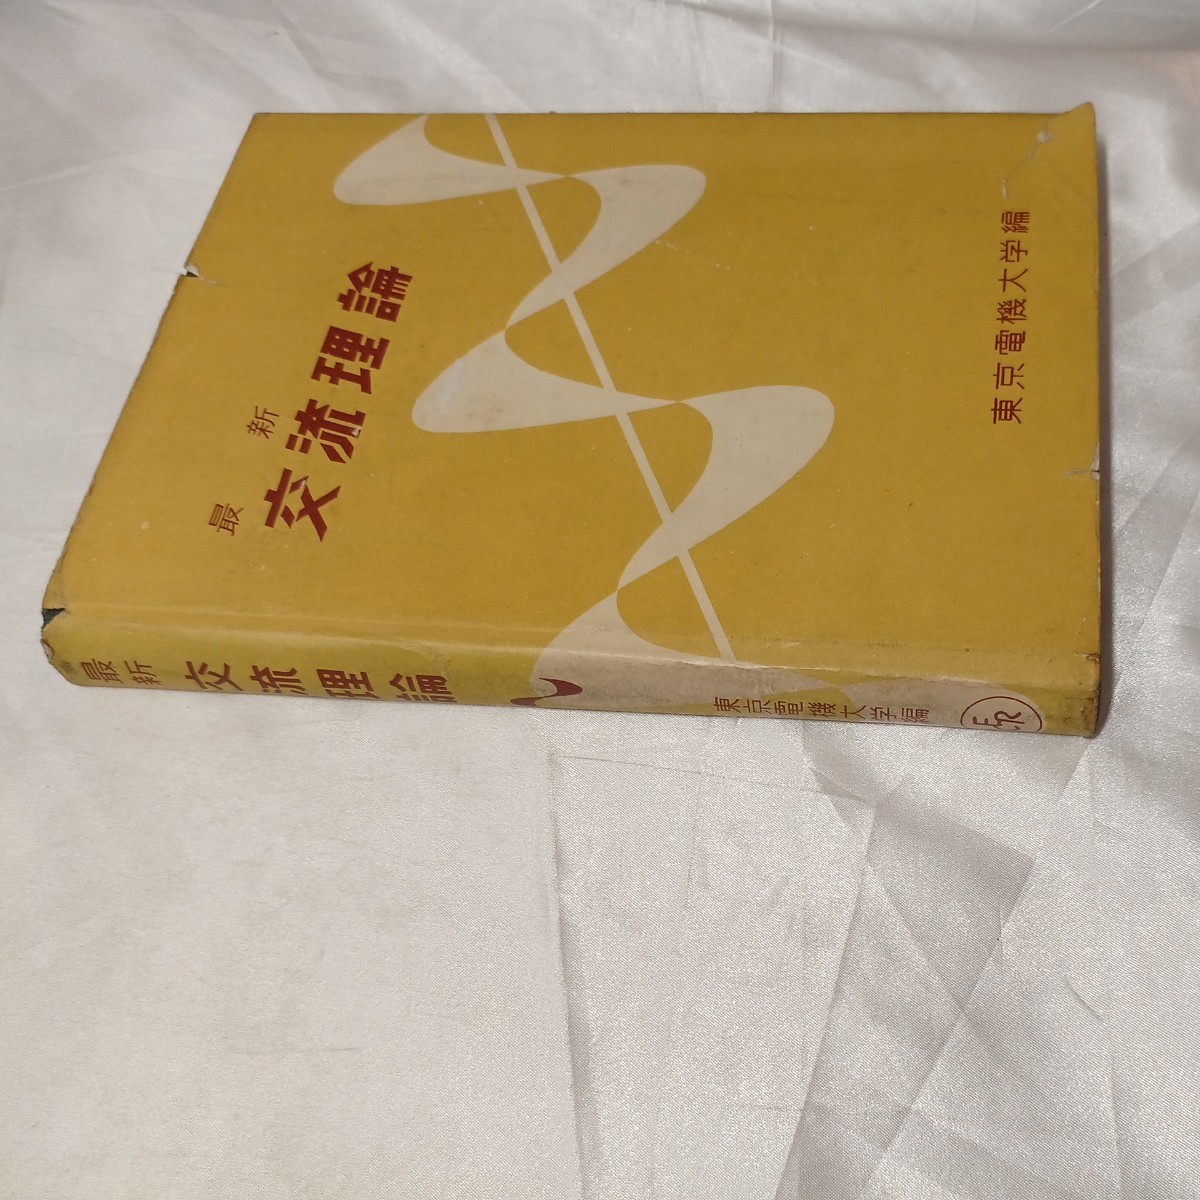 最新
交流理論
東京電機大学編
最新 交流理論 東京電機大学編